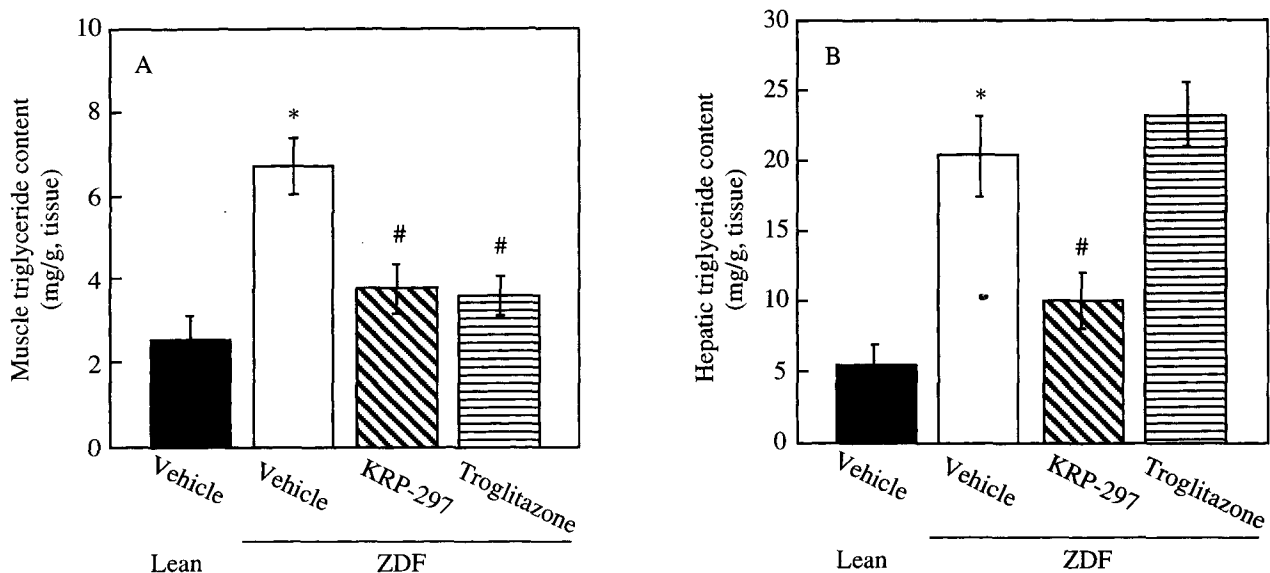 Muscle triglyceride content
(mg/g, tissue)
10
8
6
4
2
0
A
*
#
#
Vehicle
Vehicle
KRP-297
Troglitazone
Lean
ZDF
Hepatic triglyceride content
(mg/g, tissue)
30
25
20
15
10
5
0
B
*
#
Vehicle
Vehicle
KRP-297
Troglitazone
Lean
ZDF